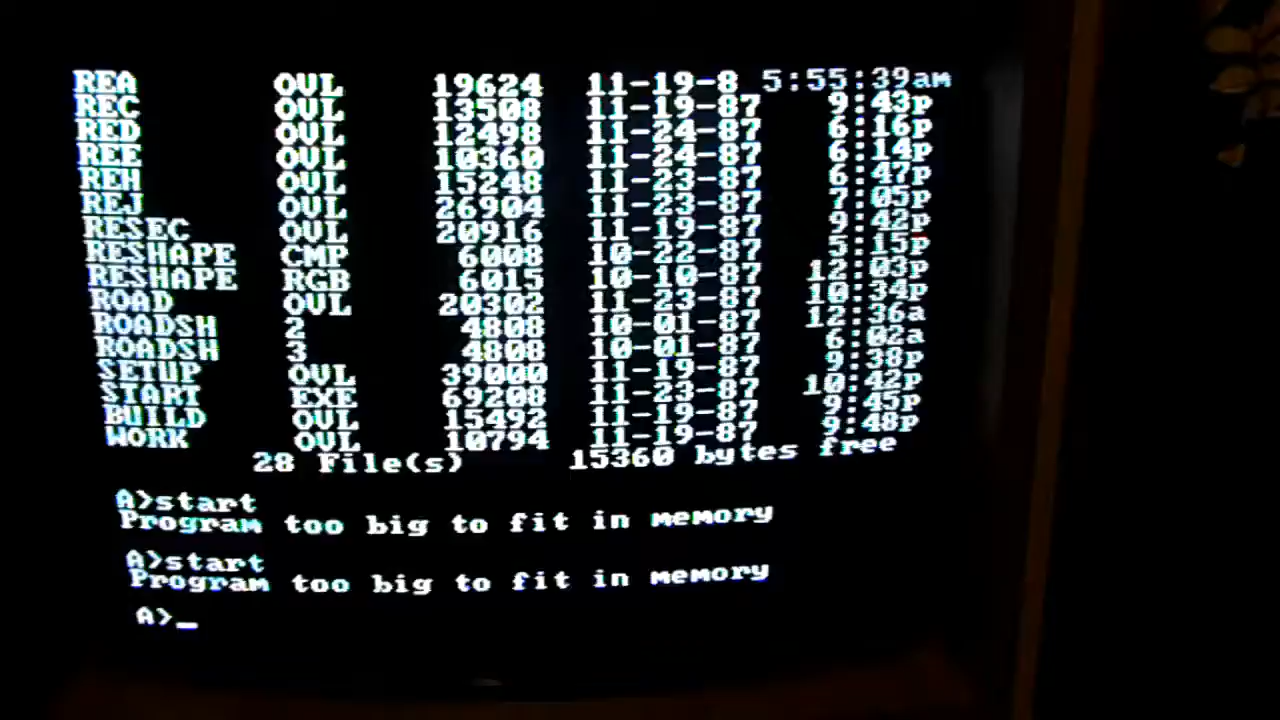 REA OVL 19624 11-19-8 5:55:39am
REC OVL 13508 11-19-87 9:43p
RED OVL 12498 11-24-87 6:16p
REE OVL 10360 11-24-87 6:14p
REH OVL 15248 11-23-87 6:47p
REJ OVL 26904 11-23-87 7:05p
RESEC OVL 20916 11-19-87 9:42p
RESHAPE CMP 6008 10-22-87 5:15p
RESHAPE RGB 6015 10-10-87 12:03p
ROAD OVL 20302 11-23-87 10:34p
ROADSH 2 4808 10-01-87 12:36a
ROADSH 3 4808 10-01-87 6:02a
SETUP OVL 39000 11-19-87 9:38p
START EXE 69208 11-23-87 10:42p
BUILD OVL 15492 11-19-87 9:45p
WORK OVL 10794 11-19-87 9:48p
28 File(s) 15360 bytes free
A>start
Program too big to fit in memory
A>start
Program too big to fit in memory
A>_